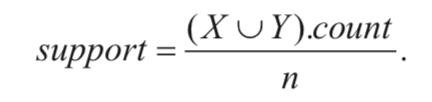 support = (X ∪ Y).count / n.